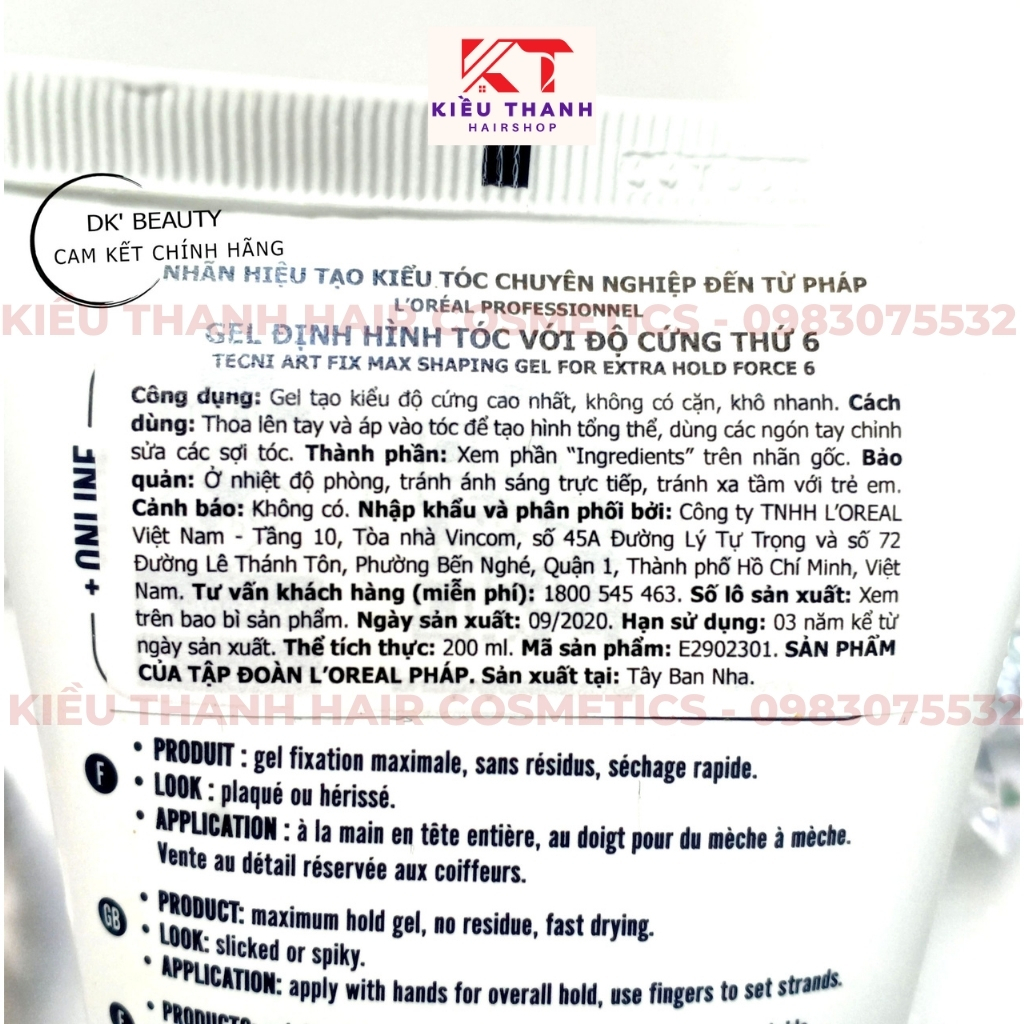 KT
KIỀU THANH
HAIRSHOP
DK' BEAUTY
CAM KẾT CHÍNH HÃNG
NHÃN HIỆU TẠO KIỂU TÓC CHUYÊN NGHIỆP ĐẾN TỪ PHÁP
L'ORÉAL PROFESSIONNEL
KIỀU THANH HAIR COSMETICS - 0983075532
GEL ĐỊNH HÌNH TÓC VỚI ĐỘ CỨNG THỨ 6
TECNI ART FIX MAX SHAPING GEL FOR EXTRA HOLD FORCE 6
Công dụng: Gel tạo kiểu độ cứng cao nhất, không có cặn, khô nhanh. Cách
dùng: Thoa lên tay và áp vào tóc để tạo hình tổng thể, dùng các ngón tay chỉnh
sửa các sợi tóc. Thành phần: Xem phần "Ingredients" trên nhãn gốc. Bảo
quản: Ở nhiệt độ phòng, tránh ánh sáng trực tiếp, tránh xa tầm với trẻ em.
Cảnh báo: Không có. Nhập khẩu và phân phối bởi: Công ty TNHH L'OREAL
Việt Nam - Tầng 10, Tòa nhà Vincom, số 45A Đường Lý Tự Trọng và số 72
Đường Lê Thánh Tôn, Phường Bến Nghé, Quận 1, Thành phố Hồ Chí Minh, Việt
Nam. Tư vấn khách hàng (miễn phí): 1800 545 463. Số lô sản xuất: Xem
trên bao bì sản phẩm. Ngày sản xuất: 09/2020. Hạn sử dụng: 03 năm kể từ
ngày sản xuất. Thể tích thực: 200 ml. Mã sản phẩm: E2902301. SẢN PHẨM
CỦA TẬP ĐOÀN L'OREAL PHÁP. Sản xuất tại: Tây Ban Nha.
KIỀU THANH HAIR COSMETICS - 0983075532
F
• PRODUIT : gel fixation maximale, sans résidus, séchage rapide.
• LOOK : plaqué ou hérissé.
• APPLICATION : à la main en tête entière, au doigt pour du mèche à mèche.
Vente au détail réservée aux coiffeurs.
GB
• PRODUCT: maximum hold gel, no residue, fast drying.
• LOOK: slicked or spiky.
• APPLICATION: apply with hands for overall hold, use fingers to set strands.